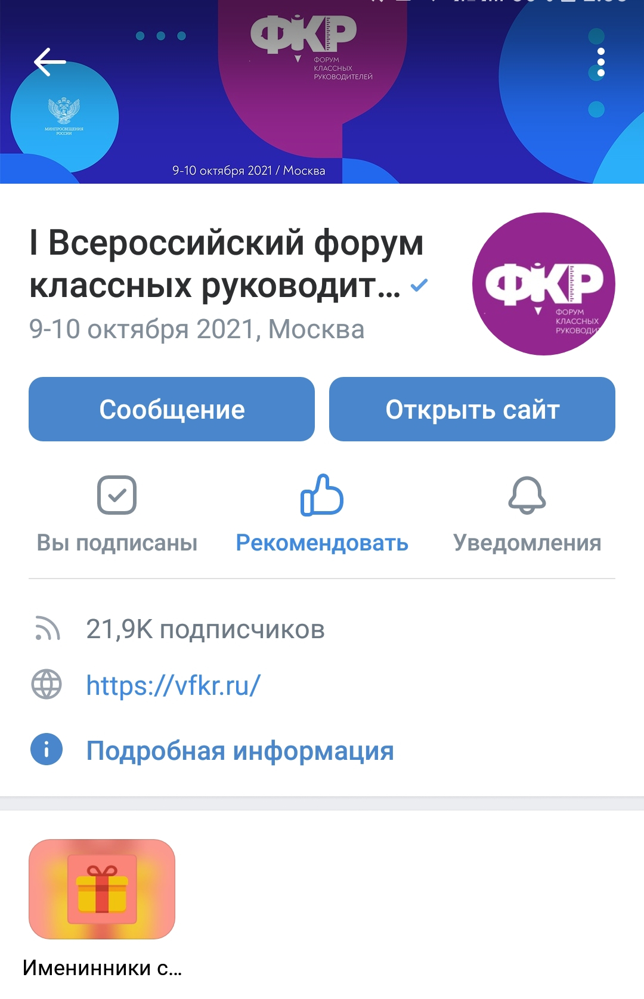 ФКР
ФОРУМ
КЛАССНЫХ
РУКОВОДИТЕЛЕЙ
МИНПРОСВЕЩЕНИЯ
РОССИИ
9-10 октября 2021 / Москва
I Всероссийский форум
классных руководит...
9-10 октября 2021, Москва
ФКР
ФОРУМ
КЛАССНЫХ
РУКОВОДИ
Сообщение
Открыть сайт
Вы подписаны
Рекомендовать
Уведомления
21,9K подписчиков
https://vfkr.ru/
Подробная информация
Именинники с...